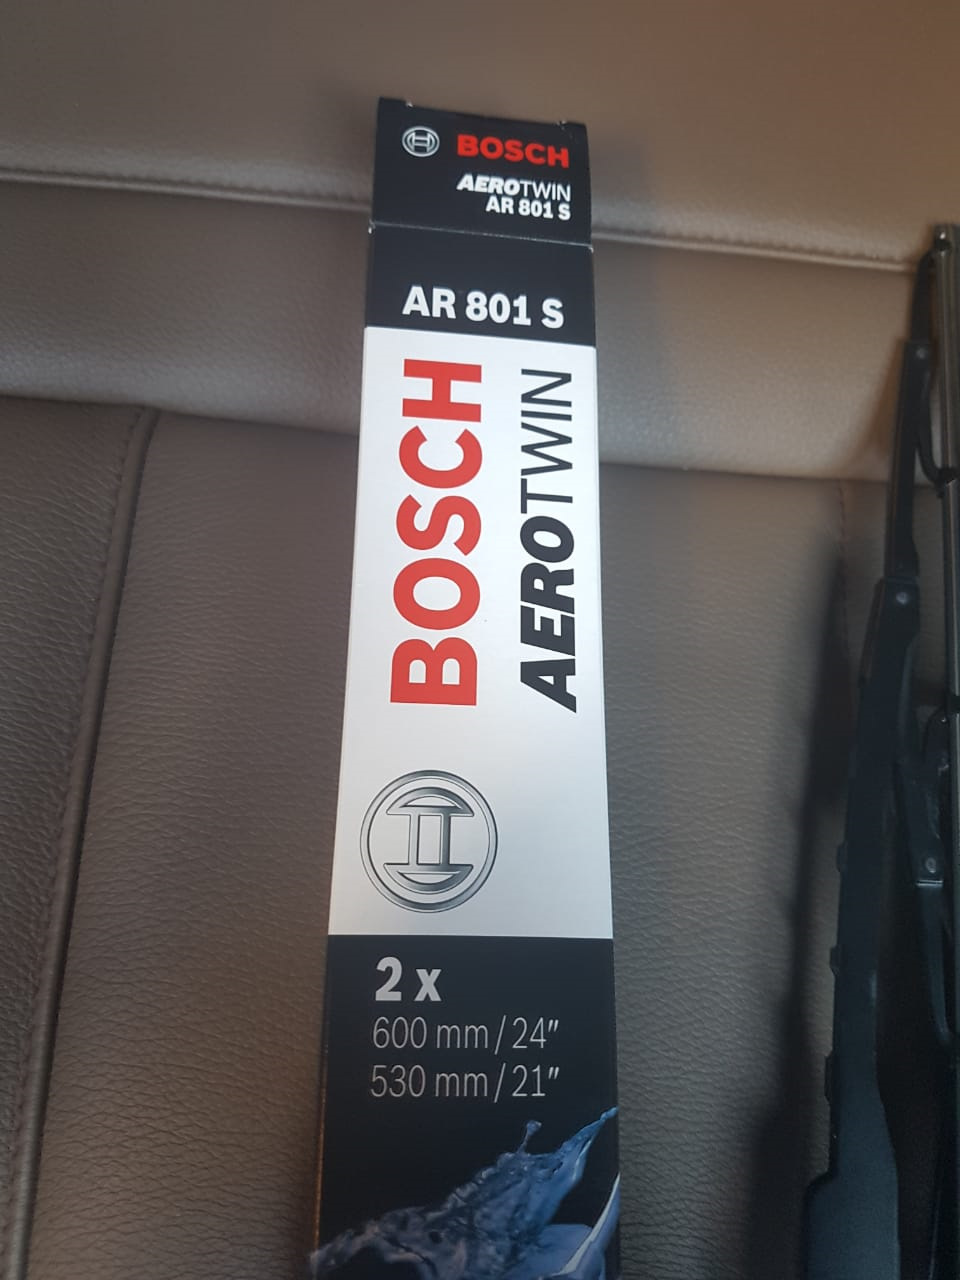 BOSCH
AEROTWIN
AR 801 S
AR 801 S
BOSCH
AEROTWIN
2 x
600 mm/24"
530 mm/21"